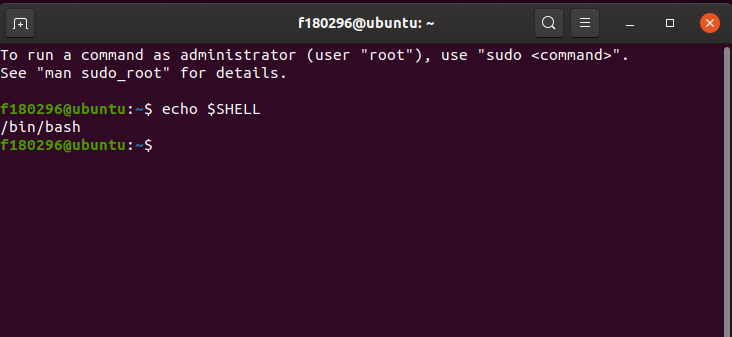 f180296@ubuntu: ~
To run a command as administrator (user "root"), use "sudo <command>".
See "man sudo_root" for details.
f180296@ubuntu:~$ echo $SHELL
/bin/bash
f180296@ubuntu:~$